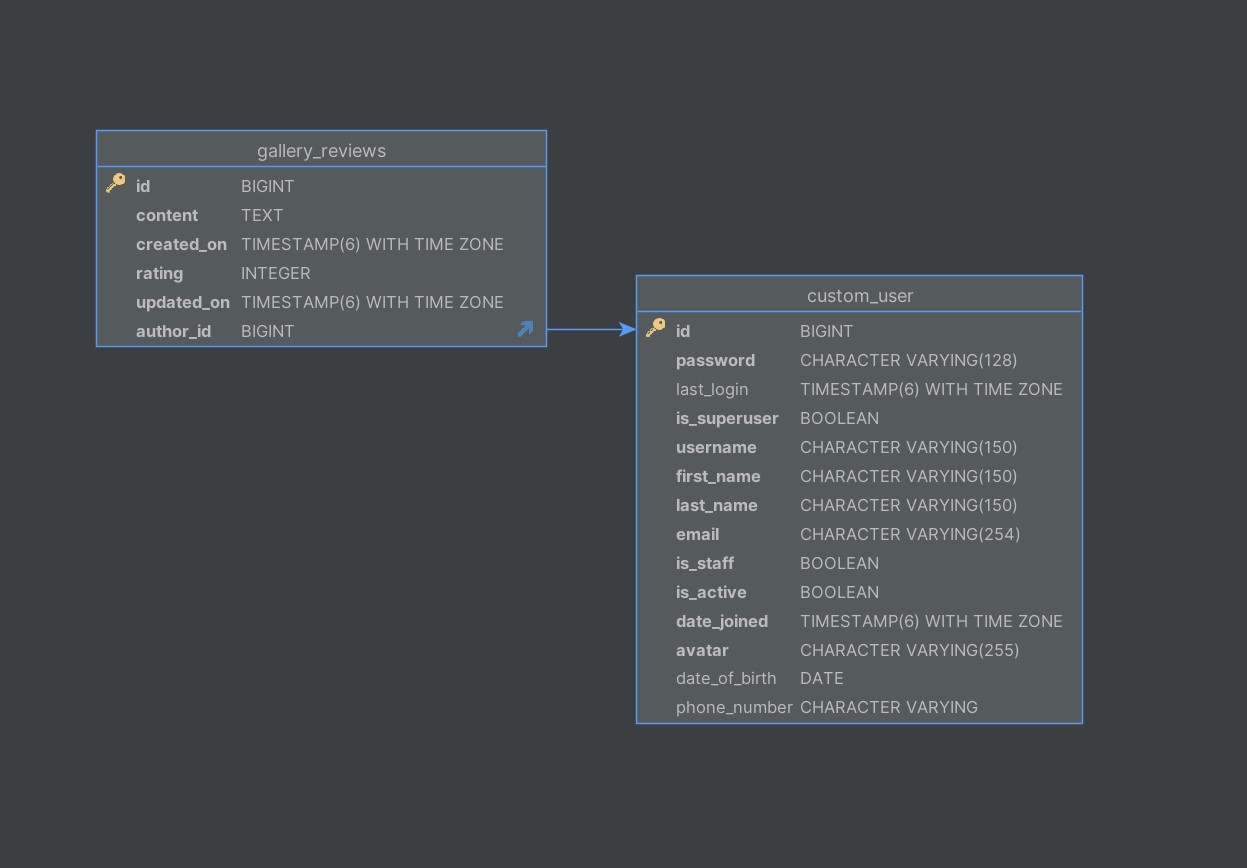 gallery_reviews
id BIGINT
content TEXT
created_on TIMESTAMP(6) WITH TIME ZONE
rating INTEGER
updated_on TIMESTAMP(6) WITH TIME ZONE
author_id BIGINT
custom_user
id BIGINT
password CHARACTER VARYING(128)
last_login TIMESTAMP(6) WITH TIME ZONE
is_superuser BOOLEAN
username CHARACTER VARYING(150)
first_name CHARACTER VARYING(150)
last_name CHARACTER VARYING(150)
email CHARACTER VARYING(254)
is_staff BOOLEAN
is_active BOOLEAN
date_joined TIMESTAMP(6) WITH TIME ZONE
avatar CHARACTER VARYING(255)
date_of_birth DATE
phone_number CHARACTER VARYING